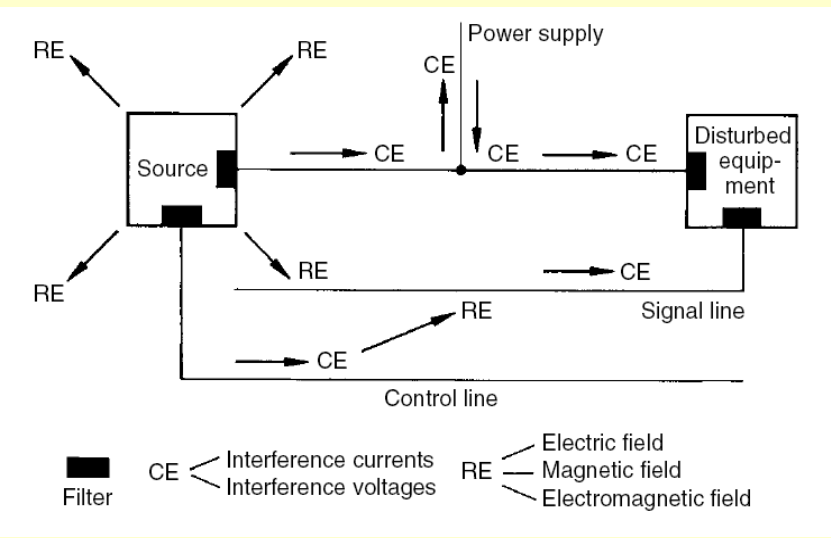 Power supply
RE
RE
CE
Source
CE
CE
CE
Disturbed
equip-
ment
RE
RE
CE
RE
Signal line
CE
Control line
Filter
CE
Interference currents
Interference voltages
RE
Electric field
Magnetic field
Electromagnetic field